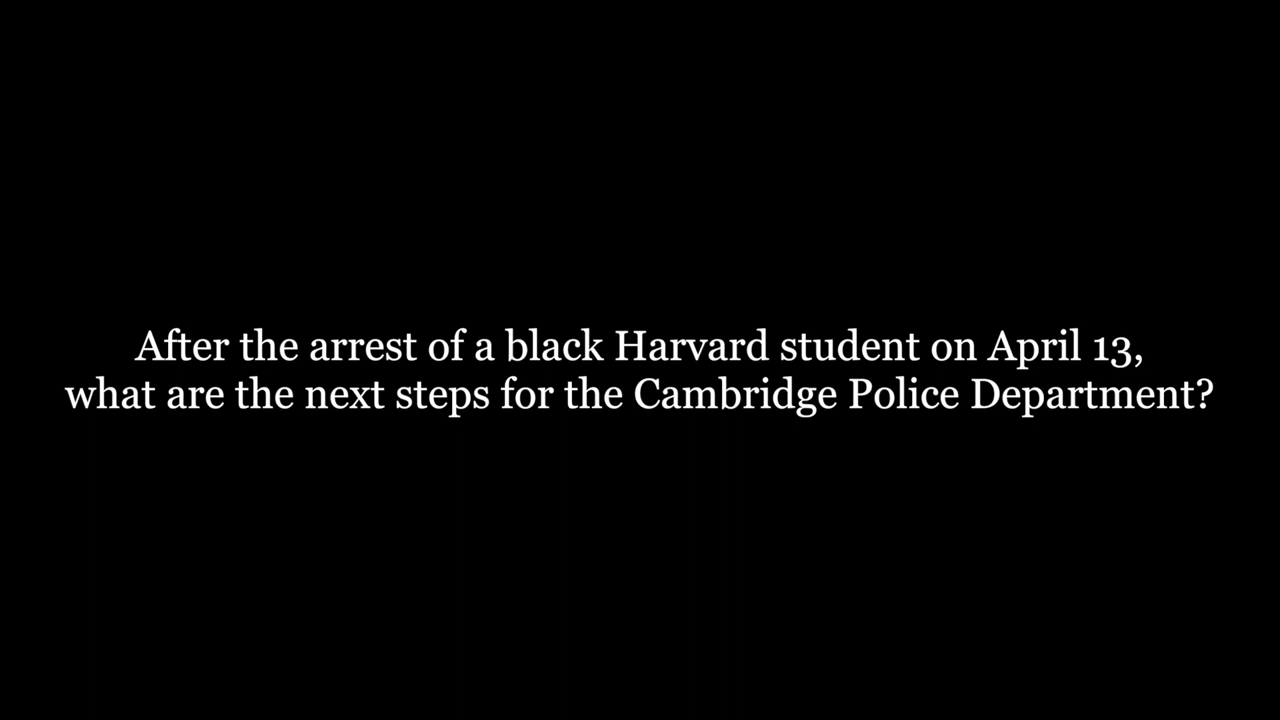 After the arrest of a black Harvard student on April 13,
what are the next steps for the Cambridge Police Department?